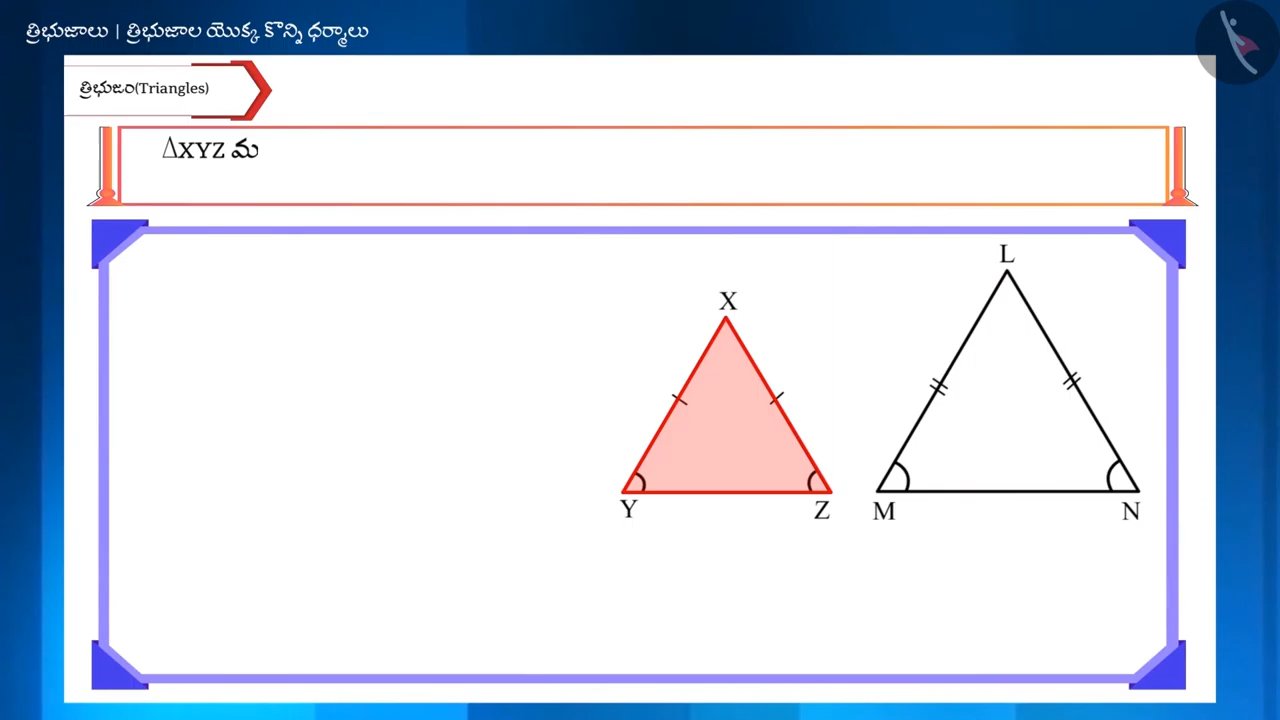 త్రిభుజాలు | త్రిభుజాల యొక్క కొన్ని ధర్మాలు
త్రిభుజం(Triangles)
ΔXYZ మ
L
X
Y
Z
M
N